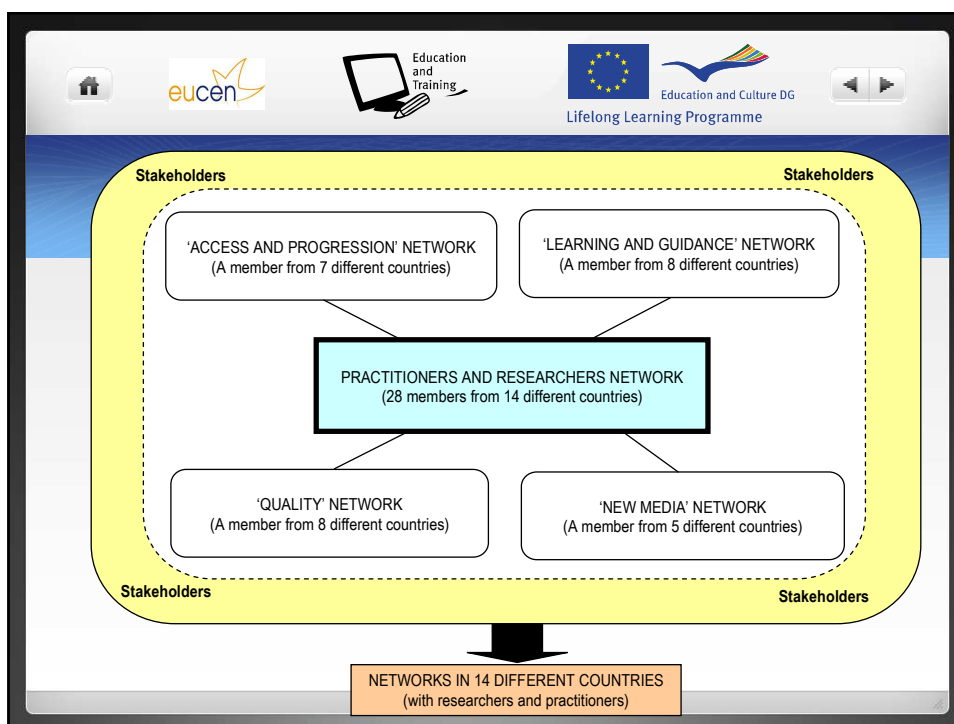 eucen
Education
and
Training
Education and Culture DG
Lifelong Learning Programme
Stakeholders
Stakeholders
‘ACCESS AND PROGRESSION’ NETWORK
(A member from 7 different countries)
‘LEARNING AND GUIDANCE’ NETWORK
(A member from 8 different countries)
PRACTITIONERS AND RESEARCHERS NETWORK
(28 members from 14 different countries)
‘QUALITY’ NETWORK
(A member from 8 different countries)
‘NEW MEDIA’ NETWORK
(A member from 5 different countries)
Stakeholders
Stakeholders
NETWORKS IN 14 DIFFERENT COUNTRIES
(with researchers and practitioners)